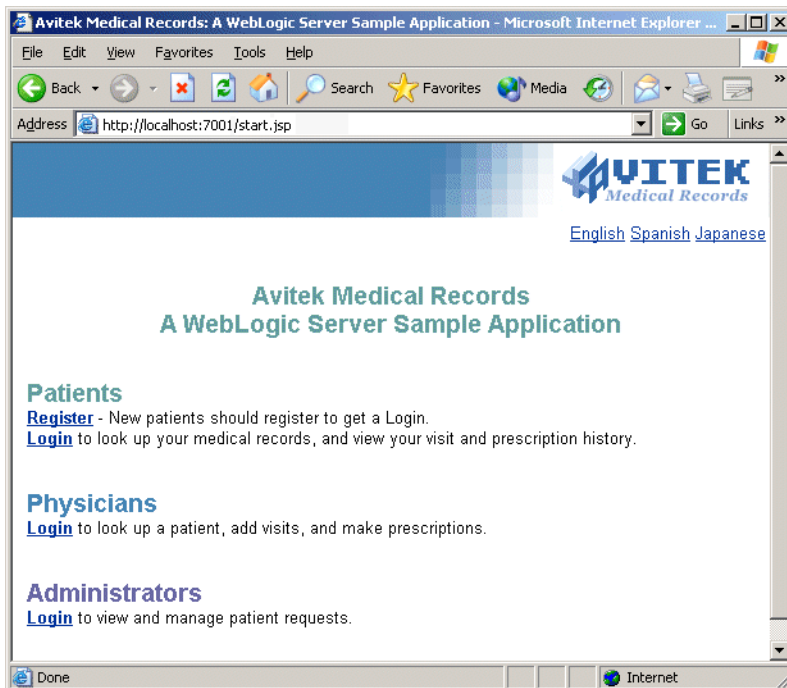 Avitek Medical Records: A WebLogic Server Sample Application - Microsoft Internet Explorer ...
File Edit View Favorites Tools Help
Back Search Favorites Media »
Address http://localhost:7001/start.jsp Go Links »
AVITEK
Medical Records
English Spanish Japanese
Avitek Medical Records
A WebLogic Server Sample Application
Patients
Register - New patients should register to get a Login.
Login to look up your medical records, and view your visit and prescription history.
Physicians
Login to look up a patient, add visits, and make prescriptions.
Administrators
Login to view and manage patient requests.
Done Internet